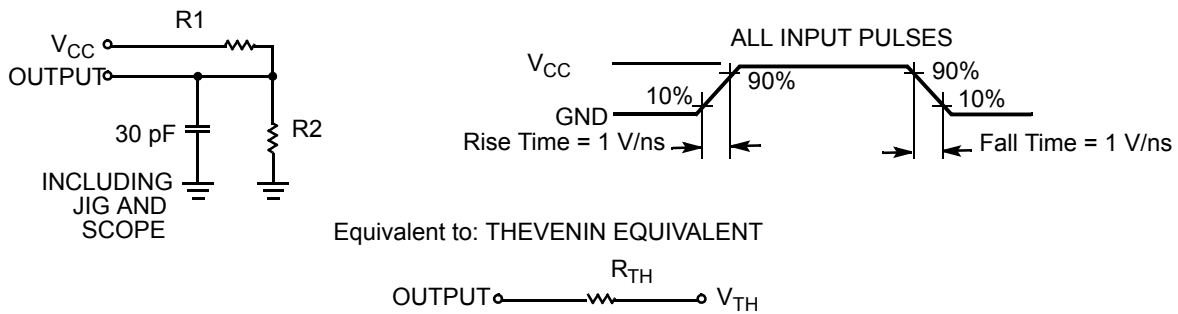 R1
VCC
OUTPUT
30 pF
R2
INCLUDING
JIG AND
SCOPE
ALL INPUT PULSES
VCC
GND
10%
90%
90%
10%
Rise Time = 1 V/ns
Fall Time = 1 V/ns
Equivalent to: THEVENIN EQUIVALENT
RTH
OUTPUT
VTH